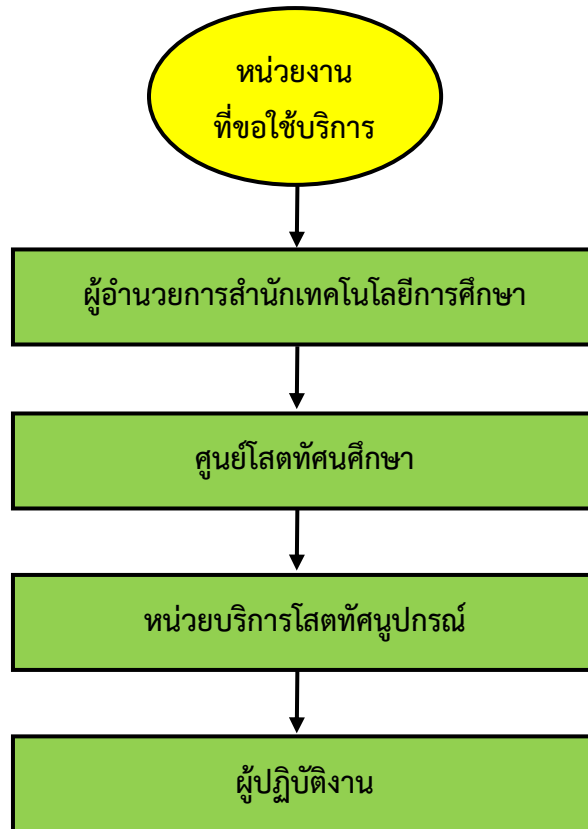 หน่วยงาน
ที่ขอใช้บริการ
ผู้อำนวยการสำนักเทคโนโลยีการศึกษา
ศูนย์โสตทัศนศึกษา
หน่วยบริการโสตทัศนูปกรณ์
ผู้ปฏิบัติงาน